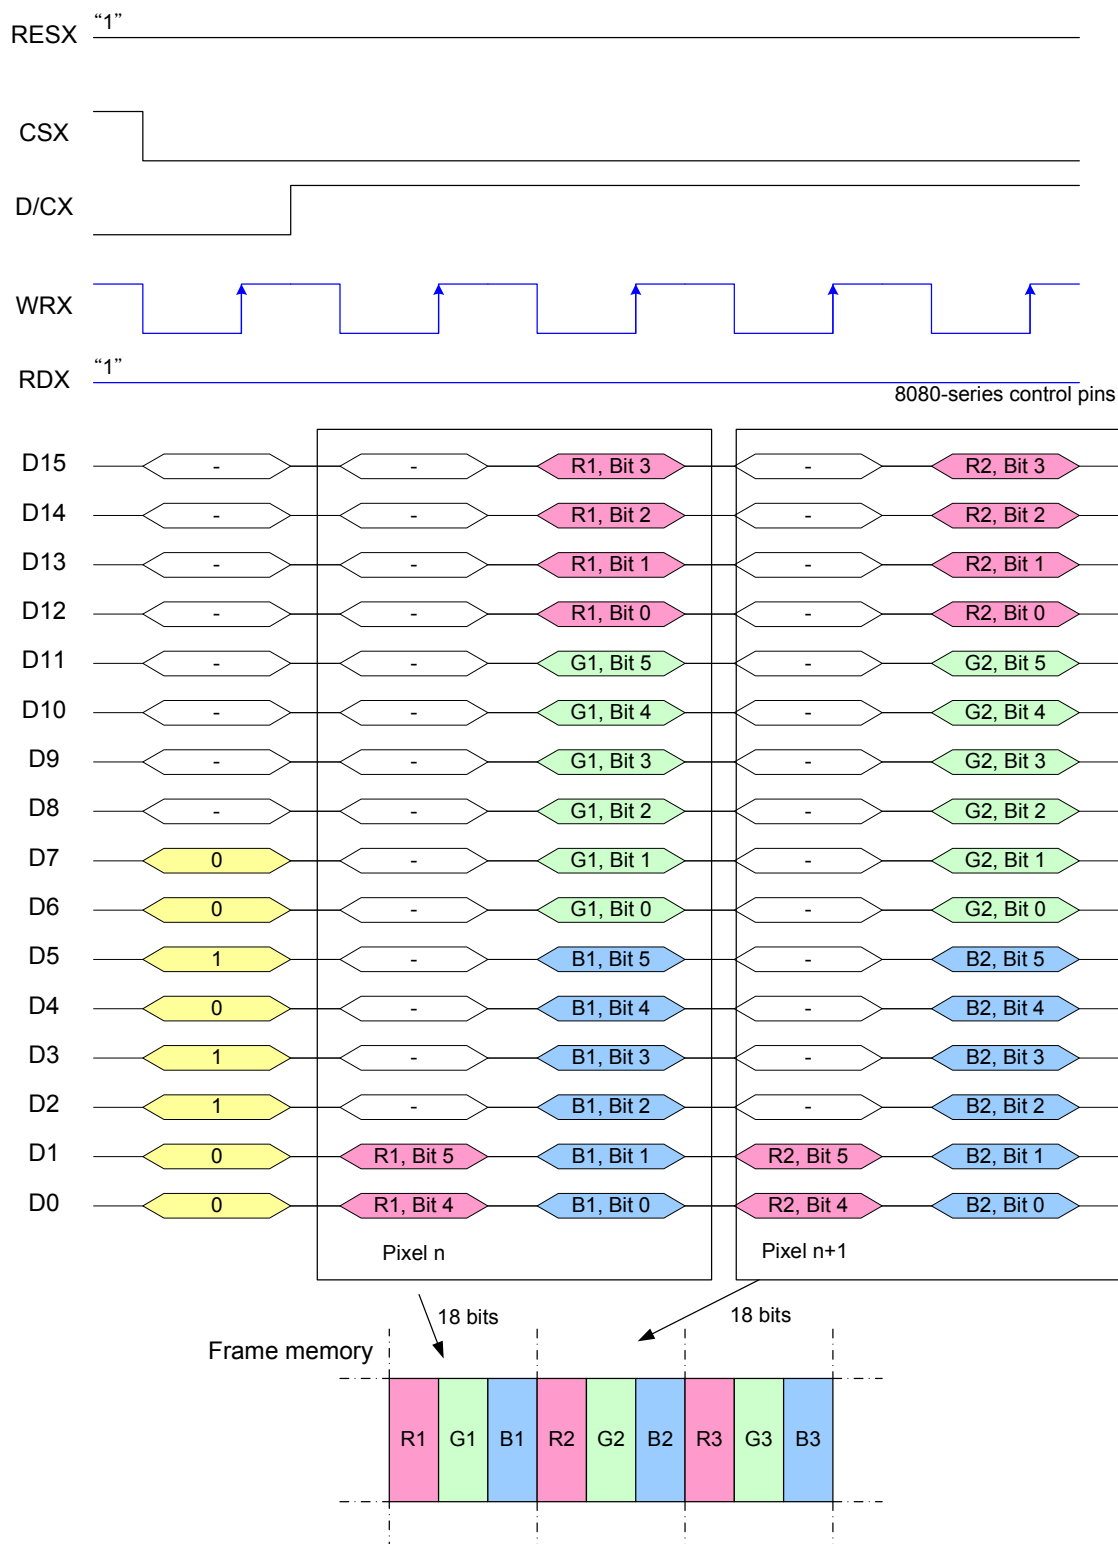 RESX “1”
CSX
D/CX
WRX
RDX “1”
8080-series control pins
D15 - - R1, Bit 3 - R2, Bit 3
D14 - - R1, Bit 2 - R2, Bit 2
D13 - - R1, Bit 1 - R2, Bit 1
D12 - - R1, Bit 0 - R2, Bit 0
D11 - - G1, Bit 5 - G2, Bit 5
D10 - - G1, Bit 4 - G2, Bit 4
D9 - - G1, Bit 3 - G2, Bit 3
D8 - - G1, Bit 2 - G2, Bit 2
D7 0 - G1, Bit 1 - G2, Bit 1
D6 0 - G1, Bit 0 - G2, Bit 0
D5 1 - B1, Bit 5 - B2, Bit 5
D4 0 - B1, Bit 4 - B2, Bit 4
D3 1 - B1, Bit 3 - B2, Bit 3
D2 1 - B1, Bit 2 - B2, Bit 2
D1 0 R1, Bit 5 B1, Bit 1 R2, Bit 5 B2, Bit 1
D0 0 R1, Bit 4 B1, Bit 0 R2, Bit 4 B2, Bit 0
Pixel n Pixel n+1
18 bits 18 bits
Frame memory
R1 G1 B1 R2 G2 B2 R3 G3 B3